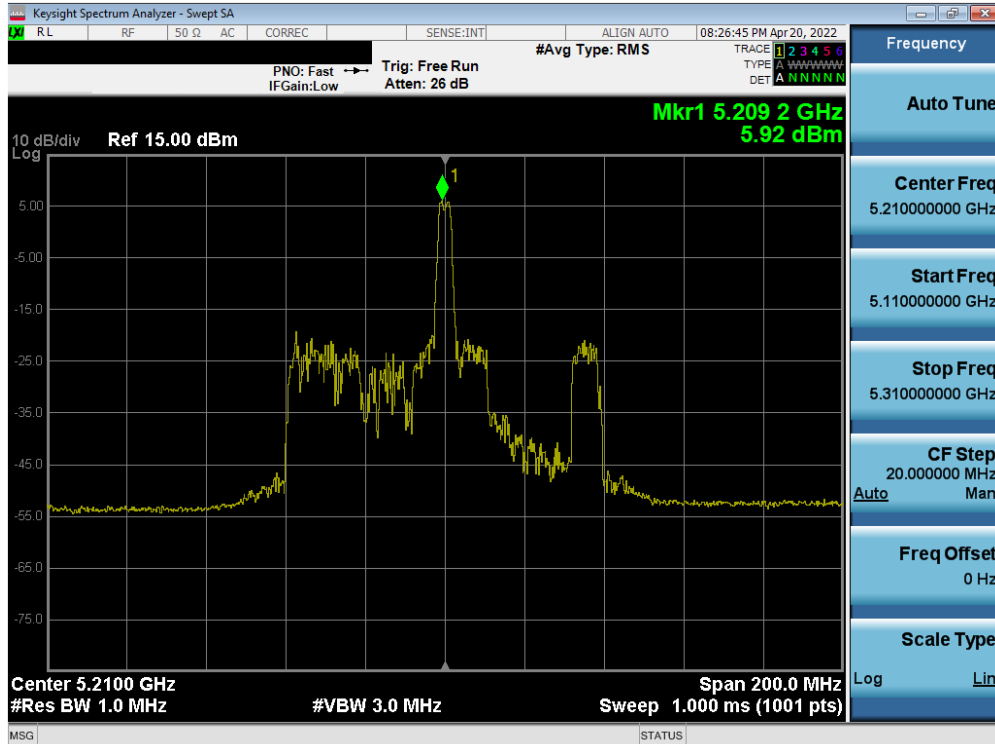 Keysight Spectrum Analyzer - Swept SA
LXI RL RF 50 Ω AC CORREC SENSE:INT ALIGN AUTO 08:26:45 PM Apr 20, 2022
#Avg Type: RMS
TRACE 1 2 3 4 5 6
TYPE A WWWWW
DET A N N N N N
PNO: Fast
IFGain:Low
Trig: Free Run
Atten: 26 dB
Mkr1 5.209 2 GHz
5.92 dBm
10 dB/div Ref 15.00 dBm
Log
1
5.00
-5.00
-15.0
-25.0
-35.0
-45.0
-55.0
-65.0
-75.0
Center 5.2100 GHz Span 200.0 MHz
#Res BW 1.0 MHz #VBW 3.0 MHz Sweep 1.000 ms (1001 pts)
MSG STATUS
Frequency
Auto Tune
Center Freq
5.210000000 GHz
Start Freq
5.110000000 GHz
Stop Freq
5.310000000 GHz
CF Step
20.000000 MHz
Auto Man
Freq Offset
0 Hz
Scale Type
Log Lin